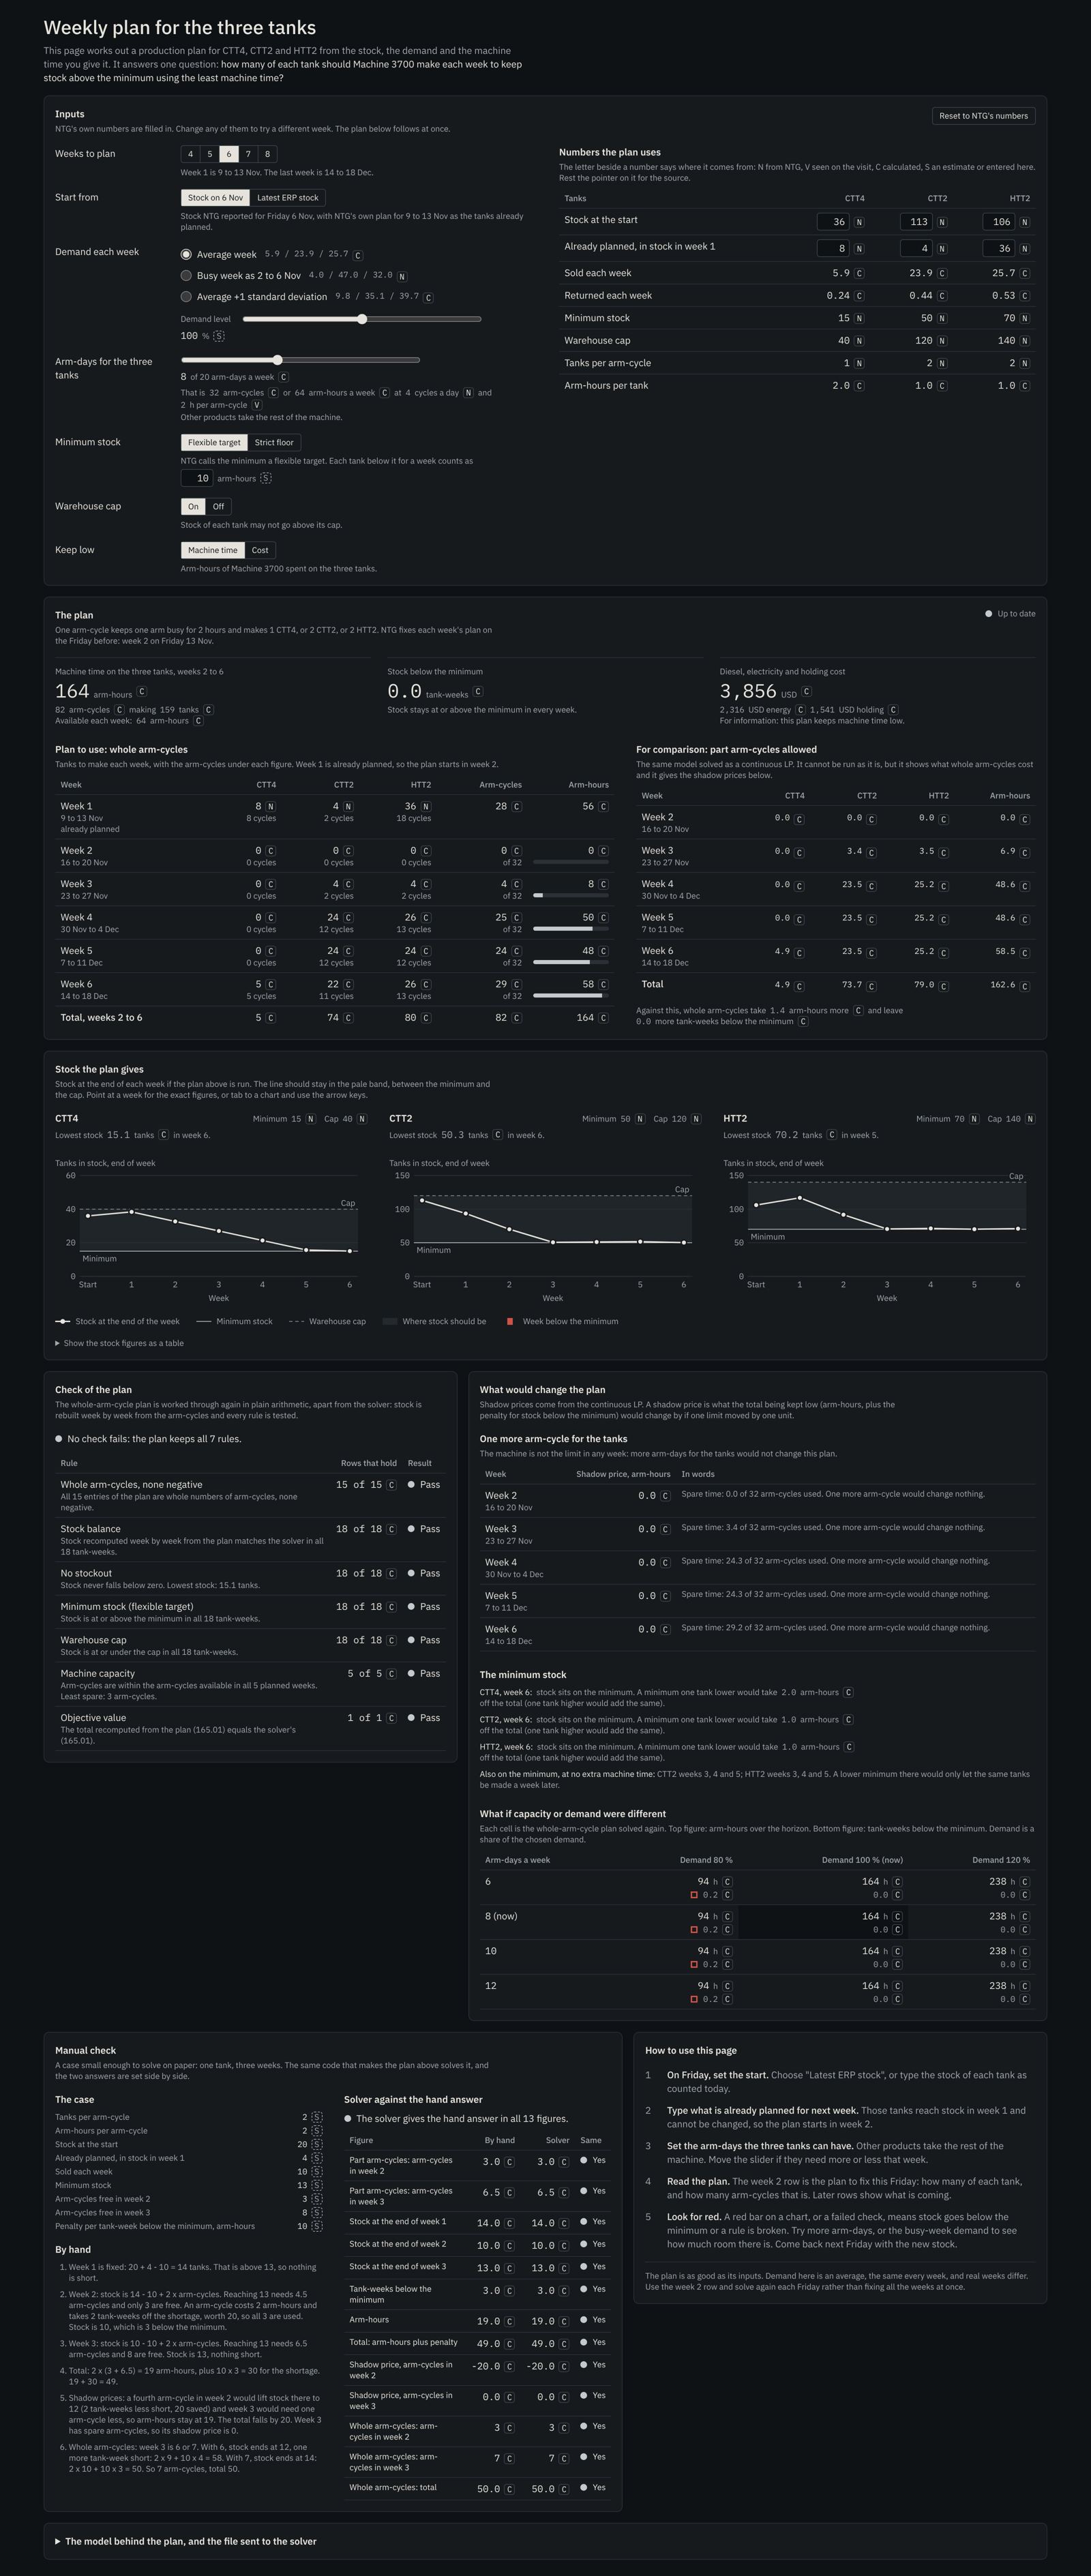 Weekly plan for the three tanks
This page works out a production plan for CTT4, CTT2 and HTT2 from the stock, the demand and the machine
time you give it. It answers one question: how many of each tank should Machine 3700 make each week to keep
stock above the minimum using the least machine time?
Inputs
Reset to NTG's numbers
NTG's own numbers are filled in. Change any of them to try a different week. The plan below follows at once.
Weeks to plan
4 5 6 7 8
Week 1 is 9 to 13 Nov. The last week is 14 to 18 Dec.
Start from
Stock on 6 Nov Latest ERP stock
Stock NTG reported for Friday 6 Nov, with NTG's own plan for 9 to 13 Nov as the tanks already
planned.
Demand each week
Average week 5.9 / 23.9 / 25.7 C
Busy week as 2 to 6 Nov 4.0 / 47.0 / 32.0 N
Average +1 standard deviation 9.8 / 35.1 / 39.7 C
Demand level
100 % S
Arm-days for the three
tanks
8 of 20 arm-days a week C
That is 32 arm-cycles C or 64 arm-hours a week C at 4 cycles a day N and
2 h per arm-cycle V
Other products take the rest of the machine.
Minimum stock
Flexible target Strict floor
NTG calls the minimum a flexible target. Each tank below it for a week counts as
10 arm-hours S
Warehouse cap
On Off
Stock of each tank may not go above its cap.
Keep low
Machine time Cost
Arm-hours of Machine 3700 spent on the three tanks.
Numbers the plan uses
The letter beside a number says where it comes from: N from NTG, V seen on the visit, C calculated, S an estimate or entered here.
Rest the pointer on it for the source.
Tanks CTT4 CTT2 HTT2
Stock at the start 36 N 113 N 106 N
Already planned, in stock in week 1 8 N 4 N 36 N
Sold each week 5.9 C 23.9 C 25.7 C
Returned each week 0.24 C 0.44 C 0.53 C
Minimum stock 15 N 50 N 70 N
Warehouse cap 40 N 120 N 140 N
Tanks per arm-cycle 1 N 2 N 2 N
Arm-hours per tank 2.0 C 1.0 C 1.0 C
The plan
Up to date
One arm-cycle keeps one arm busy for 2 hours and makes 1 CTT4, or 2 CTT2, or 2 HTT2. NTG fixes each week's plan on
the Friday before: week 2 on Friday 13 Nov.
Machine time on the three tanks, weeks 2 to 6
164 arm-hours C
82 arm-cycles C making 159 tanks C
Available each week: 64 arm-hours C
Stock below the minimum
0.0 tank-weeks C
Stock stays at or above the minimum in every week.
Diesel, electricity and holding cost
3,856 USD C
2,316 USD energy C 1,541 USD holding C
For information: this plan keeps machine time low.
Plan to use: whole arm-cycles
Tanks to make each week, with the arm-cycles under each figure. Week 1 is already planned, so the plan starts in week 2.
Week CTT4 CTT2 HTT2 Arm-cycles Arm-hours
Week 1 8 N 4 N 36 N 28 C 56 C
9 to 13 Nov 8 cycles 2 cycles 18 cycles
already planned
Week 2 0 C 0 C 0 C 0 C 0 C
16 to 20 Nov 0 cycles 0 cycles 0 cycles of 32
Week 3 0 C 4 C 4 C 4 C 8 C
23 to 27 Nov 0 cycles 2 cycles 2 cycles of 32
Week 4 0 C 24 C 26 C 25 C 50 C
30 Nov to 4 Dec 0 cycles 12 cycles 13 cycles of 32
Week 5 0 C 24 C 24 C 24 C 48 C
7 to 11 Dec 0 cycles 12 cycles 12 cycles of 32
Week 6 5 C 22 C 26 C 29 C 58 C
14 to 18 Dec 5 cycles 11 cycles 13 cycles of 32
Total, weeks 2 to 6 5 C 74 C 80 C 82 C 164 C
For comparison: part arm-cycles allowed
The same model solved as a continuous LP. It cannot be run as it is, but it shows what whole arm-cycles cost
and it gives the shadow prices below.
Week CTT4 CTT2 HTT2 Arm-hours
Week 2 0.0 C 0.0 C 0.0 C 0.0 C
16 to 20 Nov
Week 3 0.0 C 3.4 C 3.5 C 6.9 C
23 to 27 Nov
Week 4 0.0 C 23.5 C 25.2 C 48.6 C
30 Nov to 4 Dec
Week 5 0.0 C 23.5 C 25.2 C 48.6 C
7 to 11 Dec
Week 6 4.9 C 23.5 C 25.2 C 58.5 C
14 to 18 Dec
Total 4.9 C 73.7 C 79.0 C 162.6 C
Against this, whole arm-cycles take 1.4 arm-hours more C and leave
0.0 more tank-weeks below the minimum C
Stock the plan gives
Stock at the end of each week if the plan above is run. The line should stay in the pale band, between the minimum and
the cap. Point at a week for the exact figures, or tab to a chart and use the arrow keys.
CTT4 Minimum 15 N Cap 40 N
Lowest stock 15.1 tanks C in week 6.
Tanks in stock, end of week
60
40
20
0
Cap
Minimum
Start 1 2 3 4 5 6
Week
CTT2 Minimum 50 N Cap 120 N
Lowest stock 50.3 tanks C in week 6.
Tanks in stock, end of week
150
100
50
0
Cap
Minimum
Start 1 2 3 4 5 6
Week
HTT2 Minimum 70 N Cap 140 N
Lowest stock 70.2 tanks C in week 5.
Tanks in stock, end of week
150
100
50
0
Cap
Minimum
Start 1 2 3 4 5 6
Week
Stock at the end of the week Minimum stock Warehouse cap Where stock should be Week below the minimum
Show the stock figures as a table
Check of the plan
The whole-arm-cycle plan is worked through again in plain arithmetic, apart from the solver: stock is
rebuilt week by week from the arm-cycles and every rule is tested.
No check fails: the plan keeps all 7 rules.
Rule Rows that hold Result
Whole arm-cycles, none negative 15 of 15 C Pass
All 15 entries of the plan are whole numbers of arm-cycles, none
negative.
Stock balance 18 of 18 C Pass
Stock recomputed week by week from the plan matches the solver in all
18 tank-weeks.
No stockout 18 of 18 C Pass
Stock never falls below zero. Lowest stock: 15.1 tanks.
Minimum stock (flexible target) 18 of 18 C Pass
Stock is at or above the minimum in all 18 tank-weeks.
Warehouse cap 18 of 18 C Pass
Stock is at or under the cap in all 18 tank-weeks.
Machine capacity 5 of 5 C Pass
Arm-cycles are within the arm-cycles available in all 5 planned weeks.
Least spare: 3 arm-cycles.
Objective value 1 of 1 C Pass
The total recomputed from the plan (165.01) equals the solver's
(165.01).
What would change the plan
Shadow prices come from the continuous LP. A shadow price is what the total being kept low (arm-hours, plus the
penalty for stock below the minimum) would change by if one limit moved by one unit.
One more arm-cycle for the tanks
The machine is not the limit in any week: more arm-days for the tanks would not change this plan.
Week Shadow price, arm-hours In words
Week 2 0.0 C Spare time: 0.0 of 32 arm-cycles used. One more arm-cycle would change nothing.
16 to 20 Nov
Week 3 0.0 C Spare time: 3.4 of 32 arm-cycles used. One more arm-cycle would change nothing.
23 to 27 Nov
Week 4 0.0 C Spare time: 24.3 of 32 arm-cycles used. One more arm-cycle would change nothing.
30 Nov to 4 Dec
Week 5 0.0 C Spare time: 24.3 of 32 arm-cycles used. One more arm-cycle would change nothing.
7 to 11 Dec
Week 6 0.0 C Spare time: 29.2 of 32 arm-cycles used. One more arm-cycle would change nothing.
14 to 18 Dec
The minimum stock
CTT4, week 6: stock sits on the minimum. A minimum one tank lower would take 2.0 arm-hours C
off the total (one tank higher would add the same).
CTT2, week 6: stock sits on the minimum. A minimum one tank lower would take 1.0 arm-hours C
off the total (one tank higher would add the same).
HTT2, week 6: stock sits on the minimum. A minimum one tank lower would take 1.0 arm-hours C
off the total (one tank higher would add the same).
Also on the minimum, at no extra machine time: CTT2 weeks 3, 4 and 5; HTT2 weeks 3, 4 and 5. A lower minimum there would only let the same tanks
be made a week later.
What if capacity or demand were different
Each cell is the whole-arm-cycle plan solved again. Top figure: arm-hours over the horizon. Bottom figure: tank-weeks below the minimum. Demand is a
share of the chosen demand.
Arm-days a week Demand 80 % Demand 100 % (now) Demand 120 %
6 94 h C 164 h C 238 h C
0.2 C 0.0 C 0.0 C
8 (now) 94 h C 164 h C 238 h C
0.2 C 0.0 C 0.0 C
10 94 h C 164 h C 238 h C
0.2 C 0.0 C 0.0 C
12 94 h C 164 h C 238 h C
0.2 C 0.0 C 0.0 C
Manual check
A case small enough to solve on paper: one tank, three weeks. The same code that makes the plan above solves it, and
the two answers are set side by side.
The case
Tanks per arm-cycle 2 S
Arm-hours per arm-cycle 2 S
Stock at the start 20 S
Already planned, in stock in week 1 4 S
Sold each week 10 S
Minimum stock 13 S
Arm-cycles free in week 2 3 S
Arm-cycles free in week 3 8 S
Penalty per tank-week below the minimum, arm-hours 10 S
By hand
1. Week 1 is fixed: 20 + 4 - 10 = 14 tanks. That is above 13, so nothing
is short.
2. Week 2: stock is 14 - 10 + 2 x arm-cycles. Reaching 13 needs 4.5
arm-cycles and only 3 are free. An arm-cycle costs 2 arm-hours and
takes 2 tank-weeks off the shortage, worth 20, so all 3 are used.
Stock is 10, which is 3 below the minimum.
3. Week 3: stock is 10 - 10 + 2 x arm-cycles. Reaching 13 needs 6.5
arm-cycles and 8 are free. Stock is 13, nothing short.
4. Total: 2 x (3 + 6.5) = 19 arm-hours, plus 10 x 3 = 30 for the shortage.
19 + 30 = 49.
5. Shadow prices: a fourth arm-cycle in week 2 would lift stock there to
12 (2 tank-weeks less short, 20 saved) and week 3 would need one
arm-cycle less, so arm-hours stay at 19. The total falls by 20. Week 3
has spare arm-cycles, so its shadow price is 0.
6. Whole arm-cycles: week 3 is 6 or 7. With 6, stock ends at 12, one
more tank-week short: 2 x 9 + 10 x 4 = 58. With 7, stock ends at 14:
2 x 10 + 10 x 3 = 50. So 7 arm-cycles, total 50.
Solver against the hand answer
The solver gives the hand answer in all 13 figures.
Figure By hand Solver Same
Part arm-cycles: arm-cycles 3.0 C 3.0 C Yes
in week 2
Part arm-cycles: arm-cycles 6.5 C 6.5 C Yes
in week 3
Stock at the end of week 1 14.0 C 14.0 C Yes
Stock at the end of week 2 10.0 C 10.0 C Yes
Stock at the end of week 3 13.0 C 13.0 C Yes
Tank-weeks below the 3.0 C 3.0 C Yes
minimum
Arm-hours 19.0 C 19.0 C Yes
Total: arm-hours plus penalty 49.0 C 49.0 C Yes
Shadow price, arm-cycles in -20.0 C -20.0 C Yes
week 2
Shadow price, arm-cycles in 0.0 C 0.0 C Yes
week 3
Whole arm-cycles: arm- 3 C 3 C Yes
cycles in week 2
Whole arm-cycles: arm- 7 C 7 C Yes
cycles in week 3
Whole arm-cycles: total 50.0 C 50.0 C Yes
How to use this page
1 On Friday, set the start. Choose "Latest ERP stock", or type the stock of each tank as
counted today.
2 Type what is already planned for next week. Those tanks reach stock in week 1 and
cannot be changed, so the plan starts in week 2.
3 Set the arm-days the three tanks can have. Other products take the rest of the
machine. Move the slider if they need more or less that week.
4 Read the plan. The week 2 row is the plan to fix this Friday: how many of each tank,
and how many arm-cycles that is. Later rows show what is coming.
5 Look for red. A red bar on a chart, or a failed check, means stock goes below the
minimum or a rule is broken. Try more arm-days, or the busy-week demand to see
how much room there is. Come back next Friday with the new stock.
The plan is as good as its inputs. Demand here is an average, the same every week, and real weeks differ.
Use the week 2 row and solve again each Friday rather than fixing all the weeks at once.
The model behind the plan, and the file sent to the solver